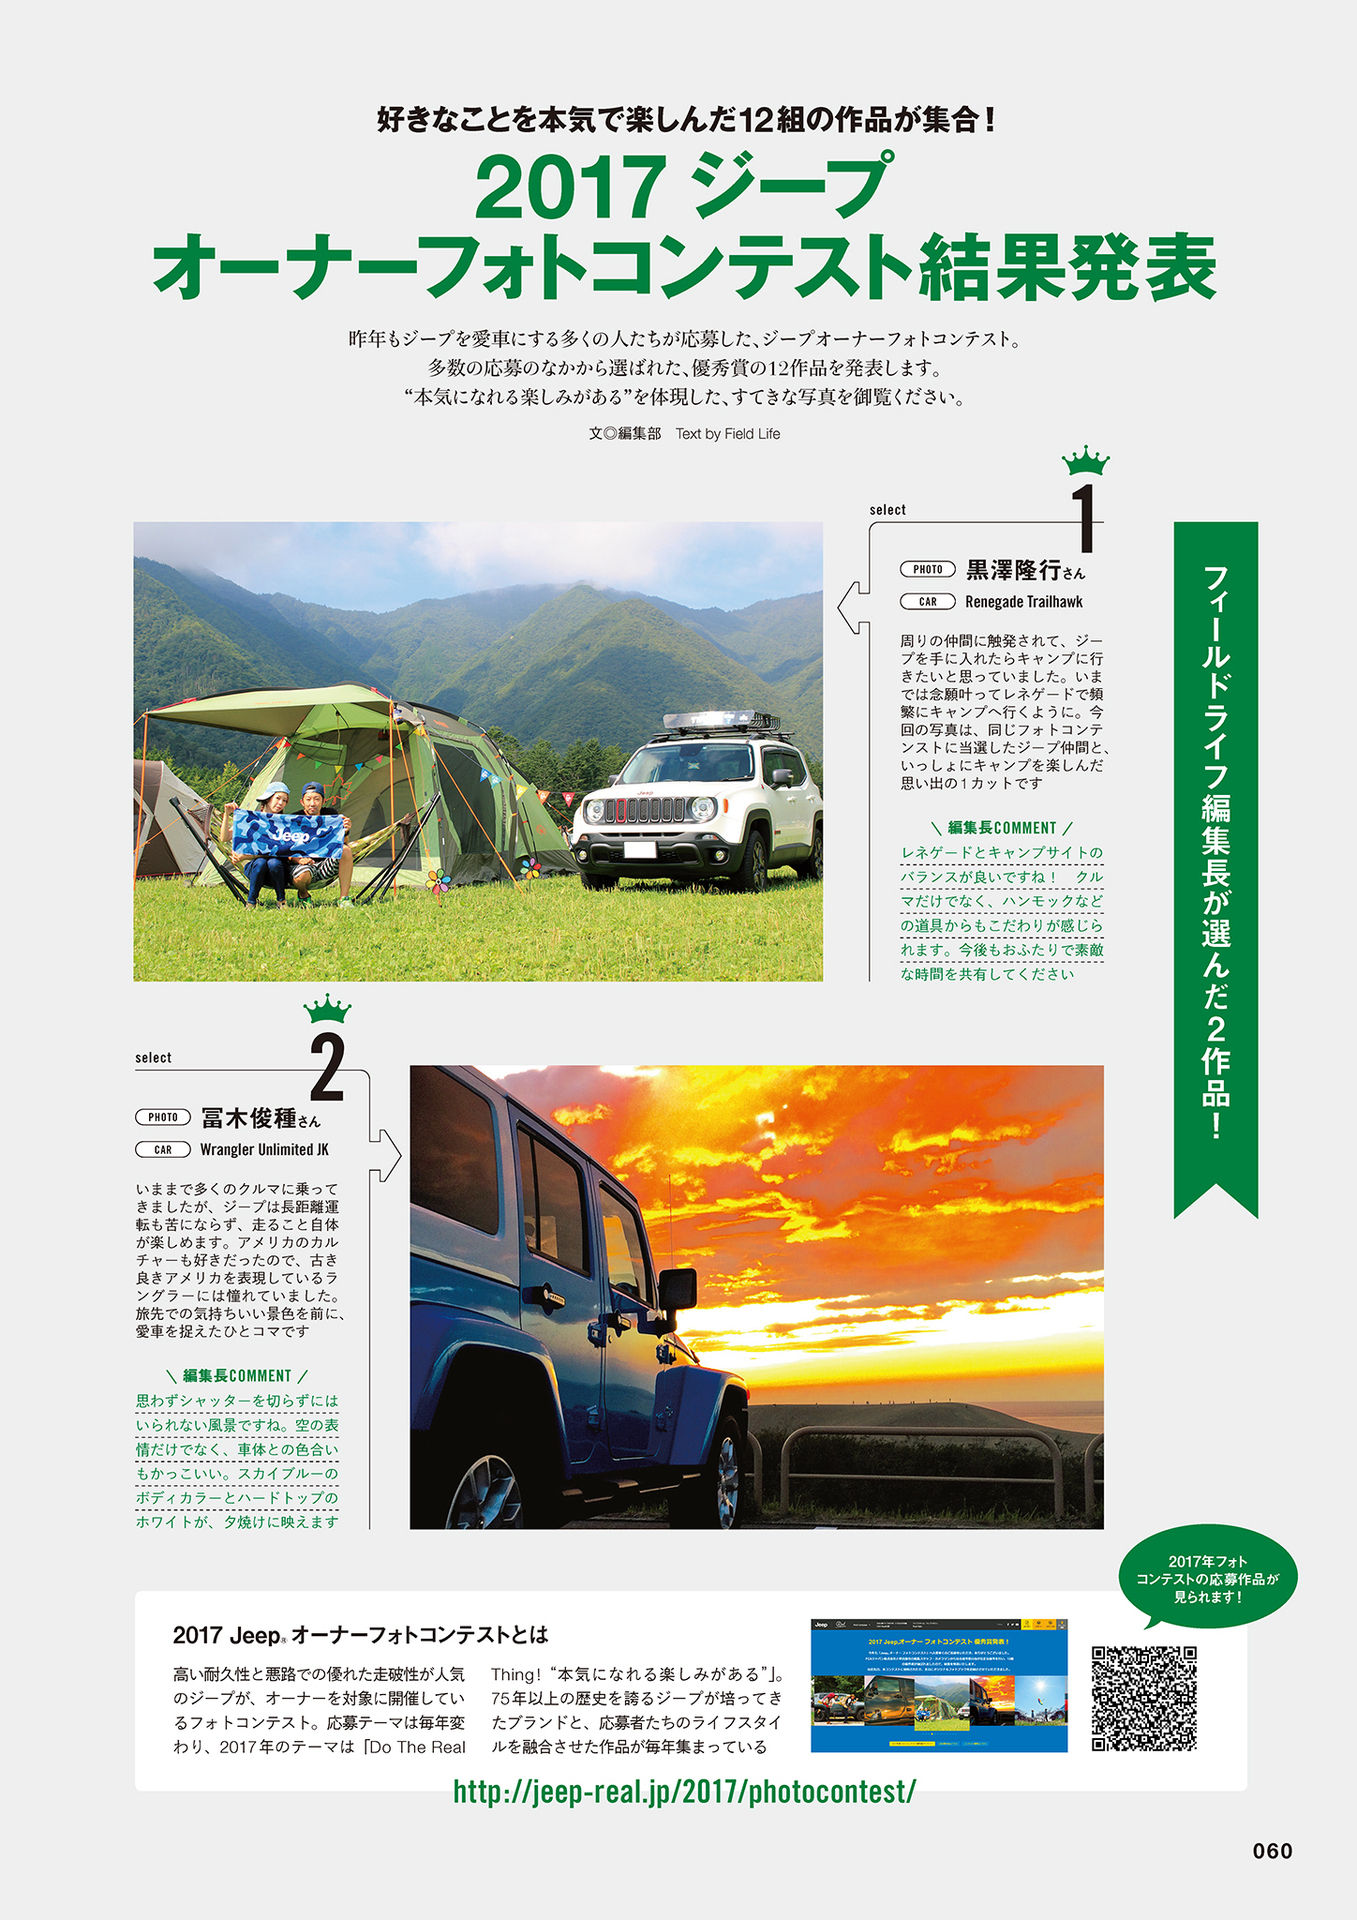 好きなことを本気で楽しんだ12組の作品が集合！
2017 ジープ
オーナーフォトコンテスト結果発表
昨年もジープを愛車にする多くの人たちが応募した、ジープオーナーフォトコンテスト。
多数の応募のなかから選ばれた、優秀賞の12作品を発表します。
“本気になれる楽しみがある”を体現した、すてきな写真を御覧ください。
文◎編集部　Text by Field Life
フィールドライフ編集長が選んだ2作品！
select
1
PHOTO 黒澤隆行さん
CAR Renegade Trailhawk
周りの仲間に触発されて、ジー
プを手に入れたらキャンプに行
きたいと思っていました。いま
では念願叶ってレネゲードで頻
繁にキャンプへ行くように。今
回の写真は、同じフォトコンテ
ンストに当選したジープ仲間と、
いっしょにキャンプを楽しんだ
思い出の1カットです
\ 編集長COMMENT /
レネゲードとキャンプサイトの
バランスが良いですね！　クル
マだけでなく、ハンモックなど
の道具からもこだわりが感じら
れます。今後もおふたりで素敵
な時間を共有してください
Jeep
Jeep
select
2
PHOTO 冨木俊種さん
CAR Wrangler Unlimited JK
いままで多くのクルマに乗って
きましたが、ジープは長距離運
転も苦にならず、走ること自体
が楽しめます。アメリカのカル
チャーも好きだったので、古き
良きアメリカを表現しているラ
ングラーには憧れていました。
旅先での気持ちいい景色を前に、
愛車を捉えたひとコマです
\ 編集長COMMENT /
思わずシャッターを切らずには
いられない風景ですね。空の表
情だけでなく、車体との色合い
もかっこいい。スカイブルーの
ボディカラーとハードトップの
ホワイトが、夕焼けに映えます
2017年フォト
コンテストの応募作品が
見られます！
2017 Jeep® オーナーフォトコンテストとは
高い耐久性と悪路での優れた走破性が人気
のジープが、オーナーを対象に開催してい
るフォトコンテスト。応募テーマは毎年変
わり、2017年のテーマは「Do The Real
Thing！ “本気になれる楽しみがある”」。
75年以上の歴史を誇るジープが培ってき
たブランドと、応募者たちのライフスタイ
ルを融合させた作品が毎年集まっている
Jeep
2017 Jeep®オーナー フォトコンテスト 優秀賞発表！
http://jeep-real.jp/2017/photocontest/
060